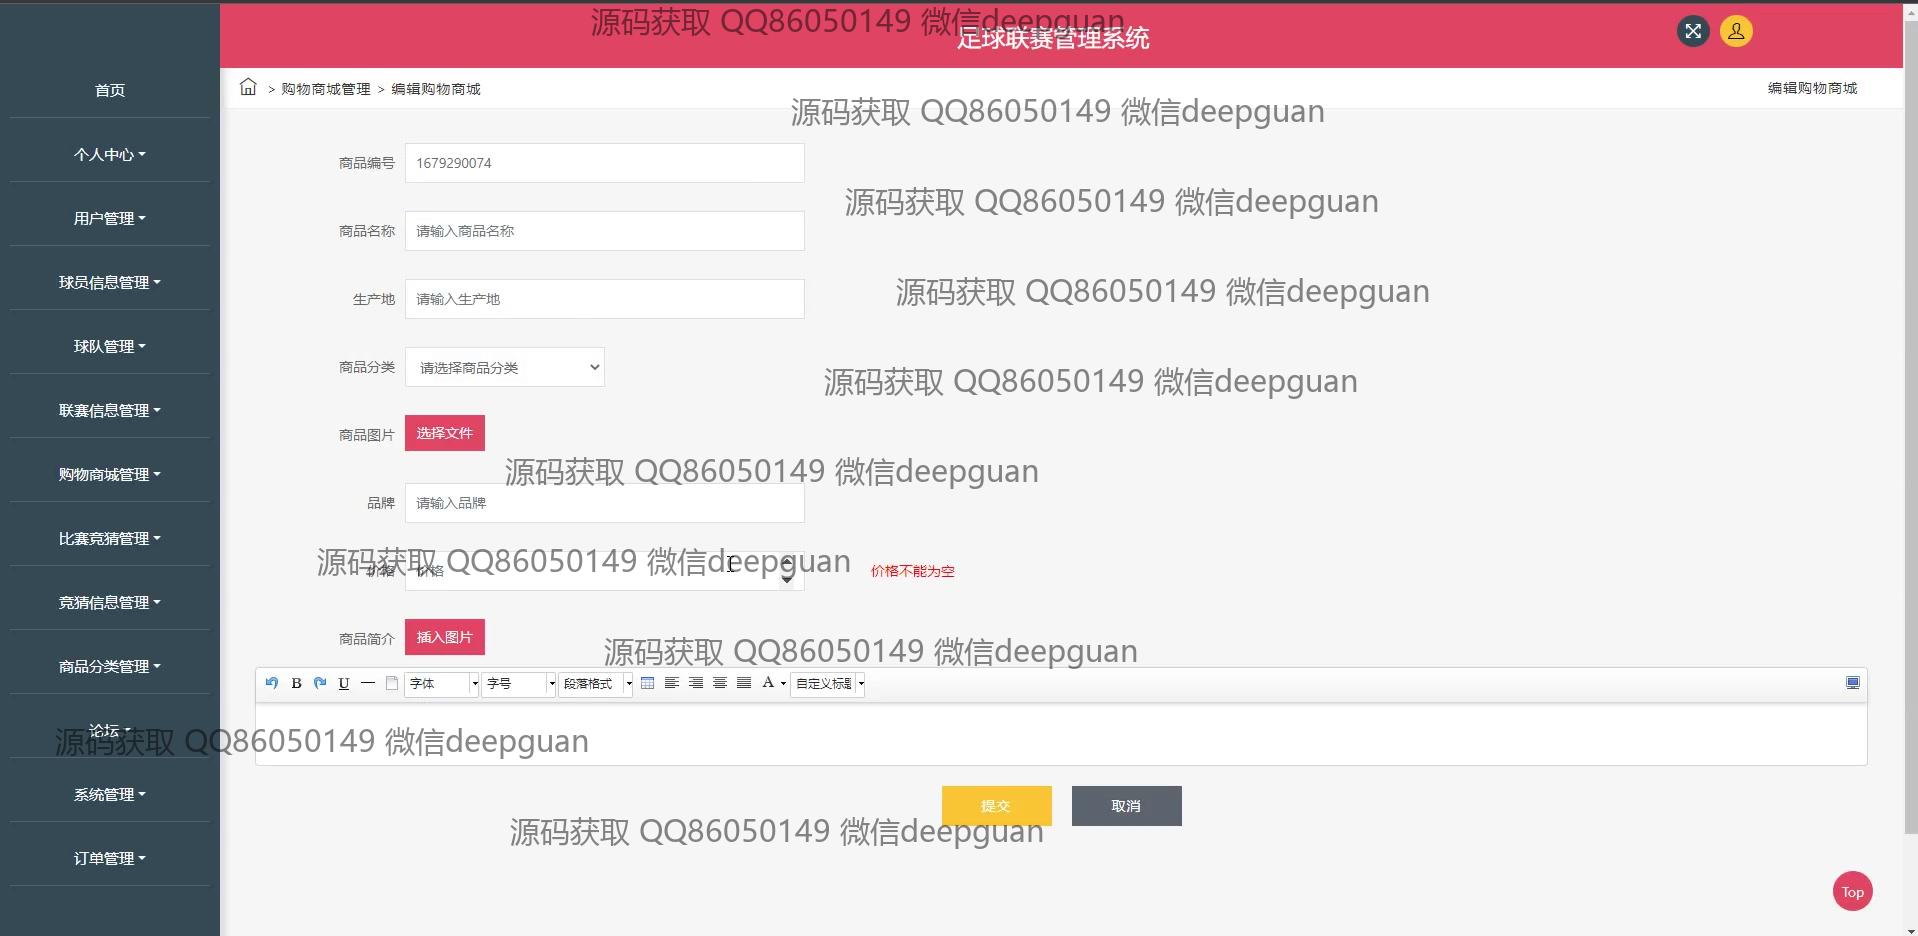 源码获取 QQ86050149 微信deepguan
足球联赛管理系统
首页
> 购物商城管理 > 编辑购物商城
编辑购物商城
源码获取 QQ86050149 微信deepguan
个人中心
商品编号 1679290074
源码获取 QQ86050149 微信deepguan
用户管理
商品名称 请输入商品名称
球员信息管理
生产地 请输入生产地
源码获取 QQ86050149 微信deepguan
球队管理
商品分类 请选择商品分类
源码获取 QQ86050149 微信deepguan
联赛信息管理
商品图片 选择文件
购物商城管理
源码获取 QQ86050149 微信deepguan
品牌 请输入品牌
比赛竞猜管理
源码获取 QQ86050149 微信deepguan
价格 价格 价格不能为空
竞猜信息管理
商品简介 插入图片
源码获取 QQ86050149 微信deepguan
商品分类管理
B U 字体 字号 段落格式 A 自定义标题
论坛
源码获取 QQ86050149 微信deepguan
系统管理
提交 取消
源码获取 QQ86050149 微信deepguan
订单管理
Top